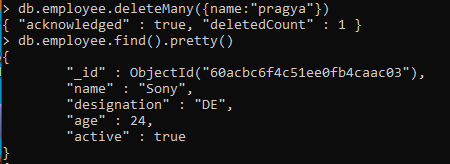 > db.employee.deleteMany({name:"pragya"})
{ "acknowledged" : true, "deletedCount" : 1 }
> db.employee.find().pretty()
{
        "_id" : ObjectId("60acbc6f4c51ee0fb4caac03"),
        "name" : "Sony",
        "designation" : "DE",
        "age" : 24,
        "active" : true
}